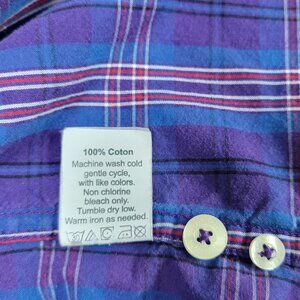 100% Coton
Machine wash cold
gentle cycle,
with like colors.
Non chlorine
bleach only.
Tumble dry low.
Warm iron as needed.